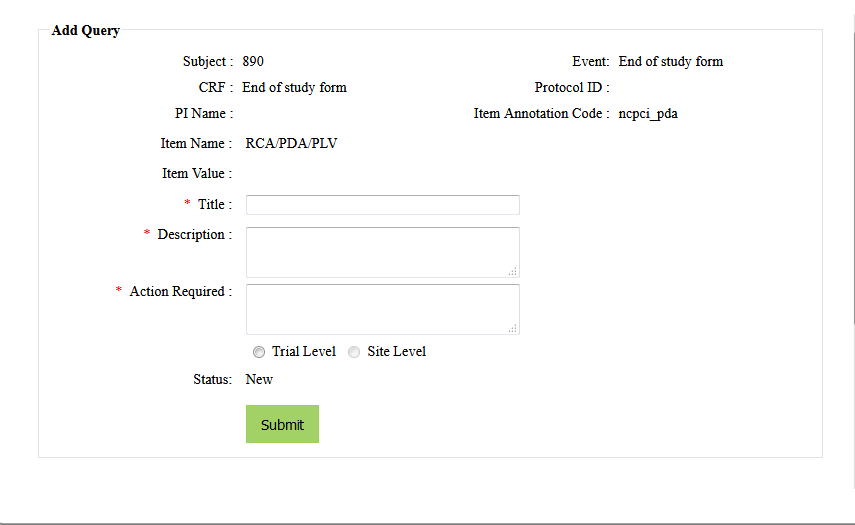 Add Query
Subject : 890 Event: End of study form
CRF : End of study form Protocol ID :
PI Name : Item Annotation Code : ncpci_pda
Item Name : RCA/PDA/PLV
Item Value :
* Title :
* Description :
* Action Required :
Trial Level Site Level
Status: New
Submit